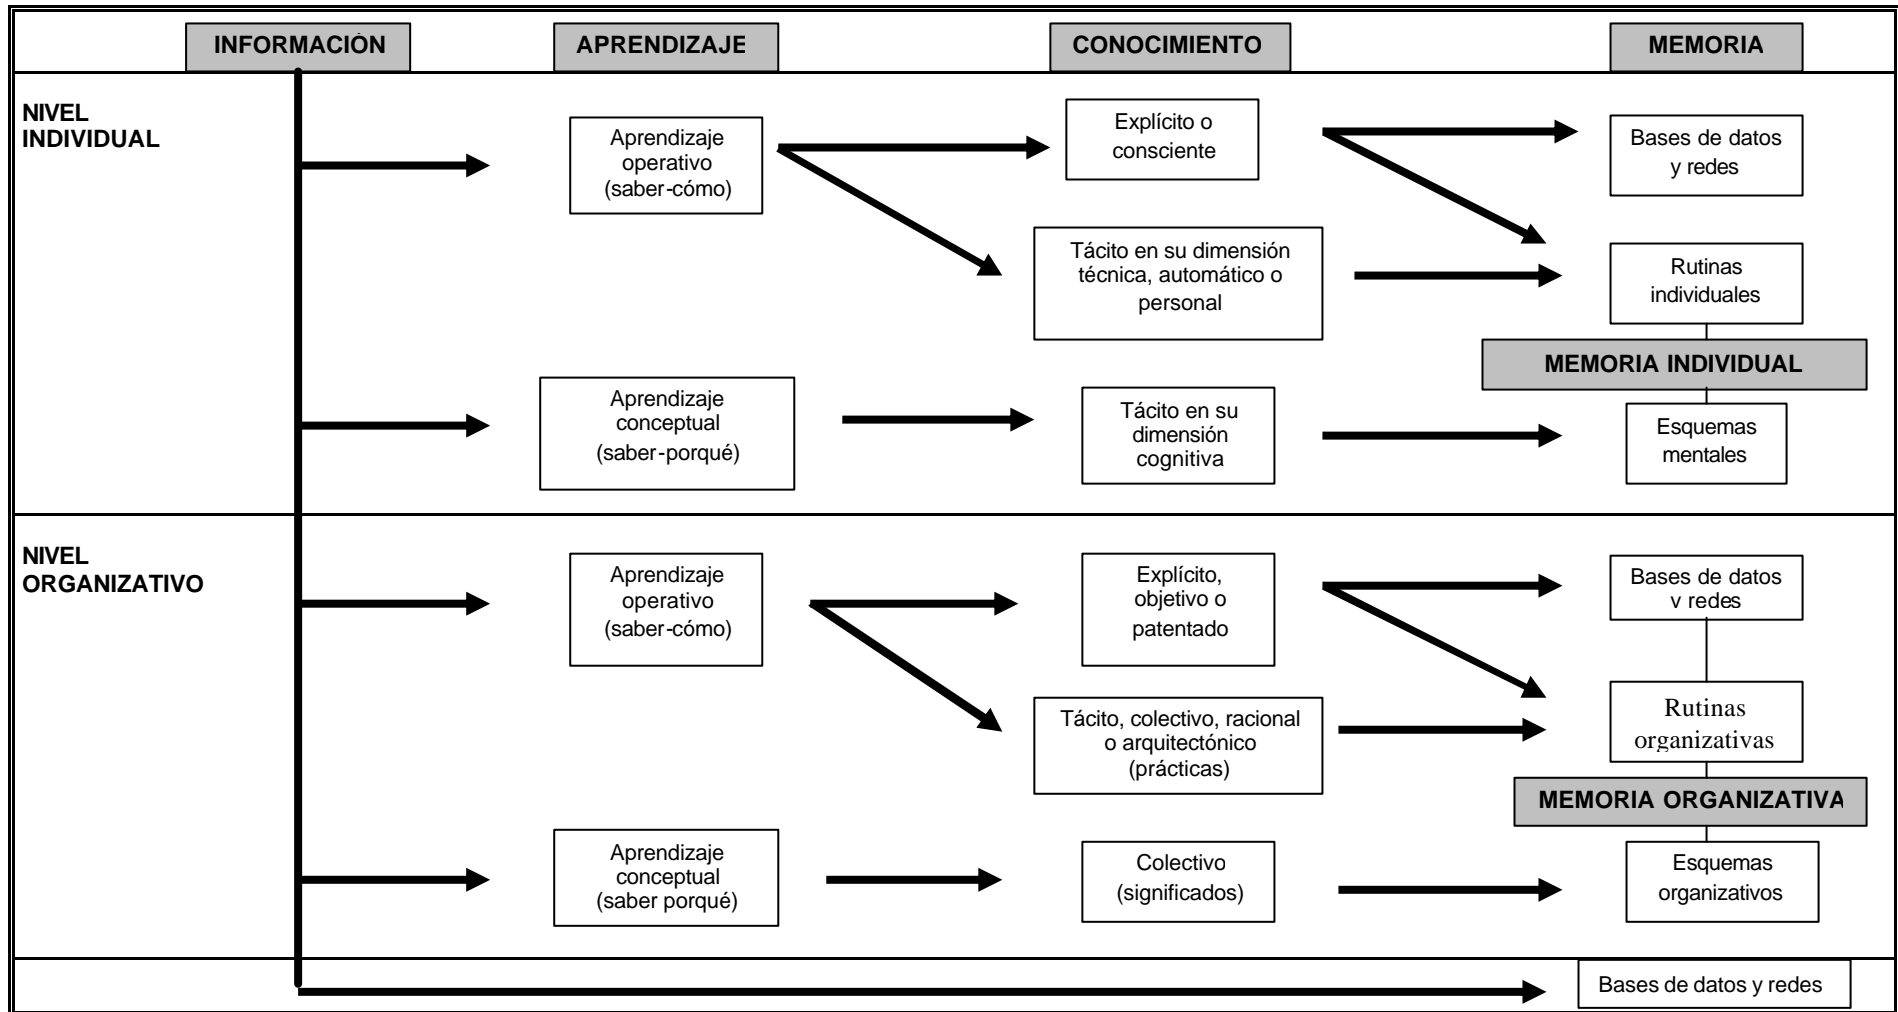 INFORMACIÓN
APRENDIZAJE
CONOCIMIENTO
MEMORIA
NIVEL
INDIVIDUAL
Aprendizaje
operativo
(saber-cómo)
Explícito o
consciente
Bases de datos
y redes
Tácito en su dimensión
técnica, automático o
personal
Rutinas
individuales
MEMORIA INDIVIDUAL
Aprendizaje
conceptual
(saber-porqué)
Tácito en su
dimensión
cognitiva
Esquemas
mentales
NIVEL
ORGANIZATIVO
Aprendizaje
operativo
(saber-cómo)
Explícito,
objetivo o
patentado
Bases de datos
y redes
Tácito, colectivo, racional
o arquitectónico
(prácticas)
Rutinas
organizativas
MEMORIA ORGANIZATIVA
Aprendizaje
conceptual
(saber porqué)
Colectivo
(significados)
Esquemas
organizativos
Bases de datos y redes